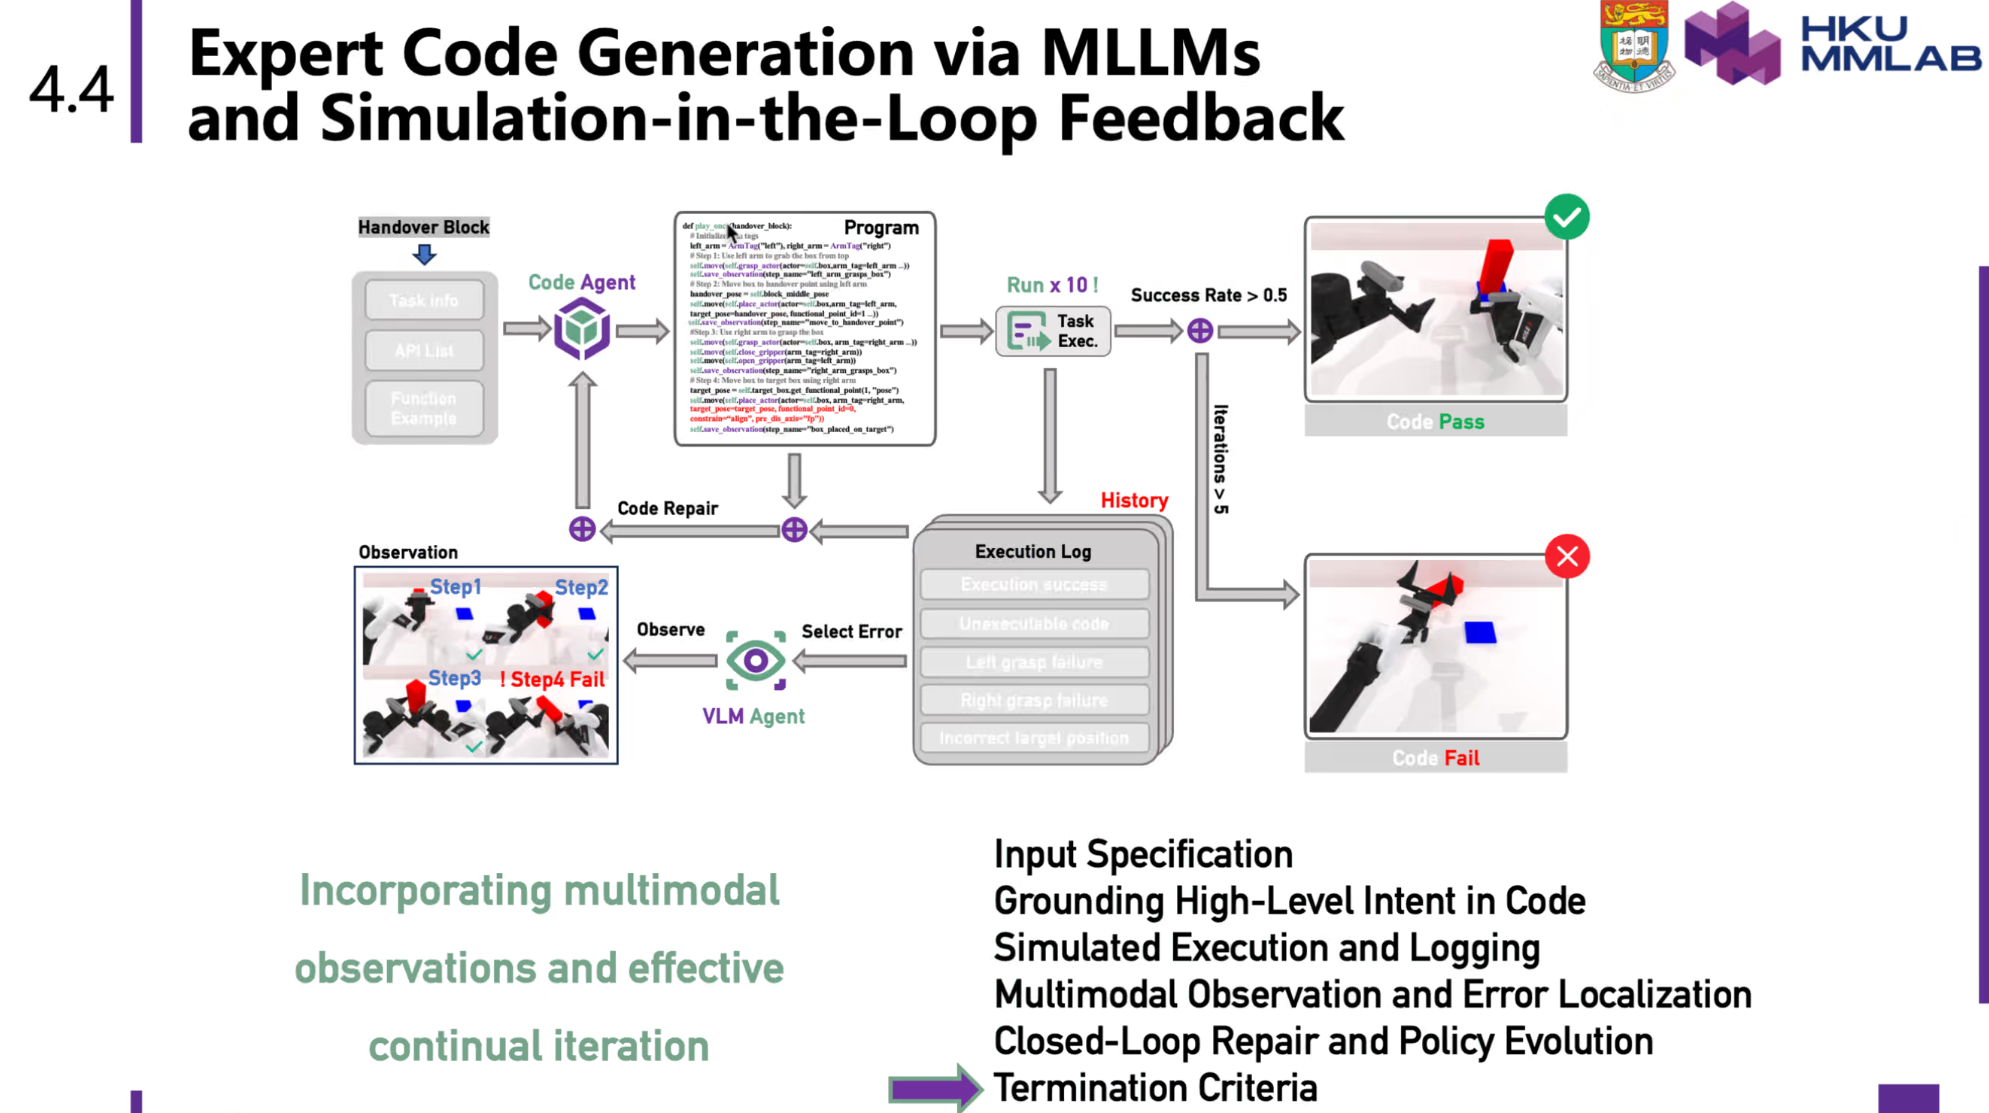 4.4
Expert Code Generation via MLLMs
and Simulation-in-the-Loop Feedback
HKU
MMLAB
Handover Block
Task info
API List
Function
Example
Code Agent
Program
def play_once(handover_block):
# Initialize
tags
left_arm = ArmTag("left"), right_arm = ArmTag("right")
# Step 1: Use left arm to grab the box from top
self.move(self.grasp_actor(actor=self.box,arm_tag=left_arm ..))
self.save_observation(step_name="left_arm_grasps_box")
# Step 2: Move box to handover point using left arm
handover_pose = self.block_middle_pose
self.move(self.place_actor(actor=self.box,arm_tag=left_arm,
target_pose=handover_pose, functional_point_id=1 ..))
self.save_observation(step_name="move_to_handover_point")
#Step 3: Use right arm to grasp the box
self.move(self.grasp_actor(actor=self.box, arm_tag=right_arm ..))
self.move(self.close_gripper(arm_tag=right_arm))
self.move(self.open_gripper(arm_tag=left_arm))
self.save_observation(step_name="right_arm_grasps_box")
# Step 4: Move box to target box using right arm
target_pose = self.target_box.get_functional_point(1, "pose")
self.move(self.place_actor(actor=self.box, arm_tag=right_arm,
target_pose=target_pose, functional_point_id=0,
constrain="align", pre_dis_axis="fp"))
self.save_observation(step_name="box_placed_on_target")
Run x 10 !
Task
Exec.
Success Rate > 0.5
Iterations > 5
Code Pass
Code Repair
History
Execution Log
Execution success
Unexecutable code
Left grasp failure
Right grasp failure
Incorrect target position
Select Error
VLM Agent
Observe
Observation
Step1
Step2
Step3
! Step4 Fail
Code Fail
Incorporating multimodal
observations and effective
continual iteration
Input Specification
Grounding High-Level Intent in Code
Simulated Execution and Logging
Multimodal Observation and Error Localization
Closed-Loop Repair and Policy Evolution
Termination Criteria